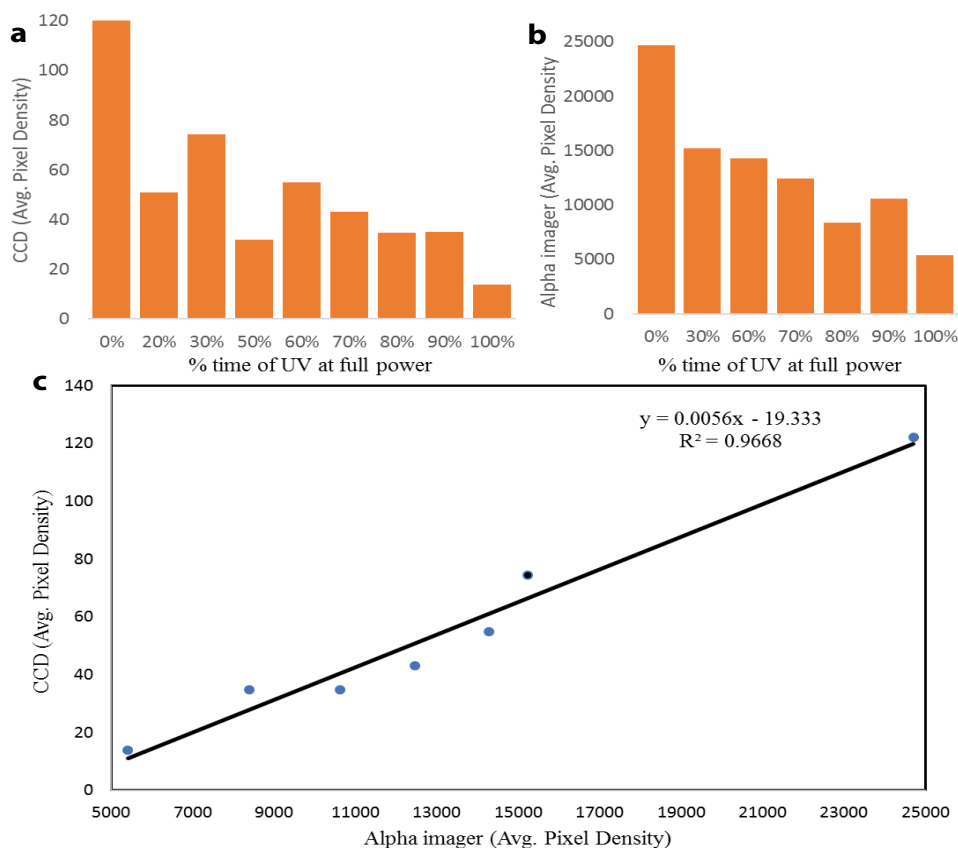 a
CCD (Avg. Pixel Density)
120
100
80
60
40
20
0
0% 20% 30% 50% 60% 70% 80% 90% 100%
% time of UV at full power
b
Alpha imager (Avg. Pixel Density)
25000
20000
15000
10000
5000
0
0% 30% 60% 70% 80% 90% 100%
% time of UV at full power
c
CCD (Avg. Pixel Density)
140
120
100
80
60
40
20
0
y = 0.0056x - 19.333
R² = 0.9668
5000 7000 9000 11000 13000 15000 17000 19000 21000 23000 25000
Alpha imager (Avg. Pixel Density)